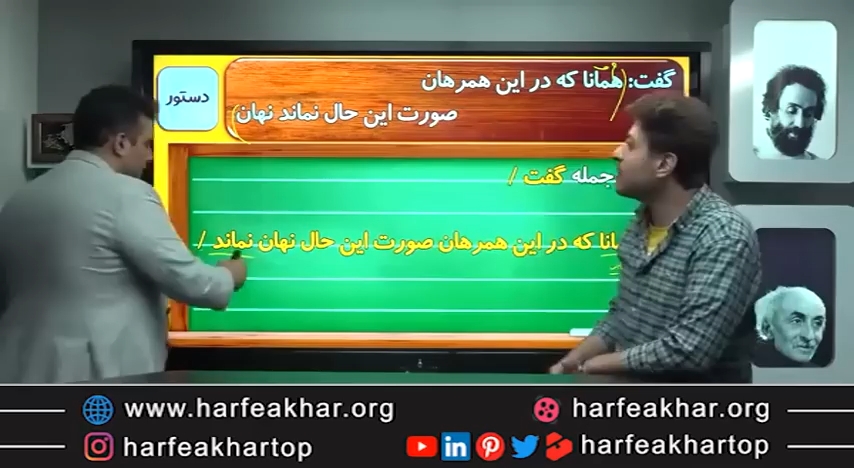 گفت: همانا که در این همرهان
صورت این حال نماند نهان
دستور
جمله گفت /
که در این همرهان صورت این حال نهان نماند /
www.harfeakhar.org
harfeakhar.org
harfeakhartop
harfeakhartop